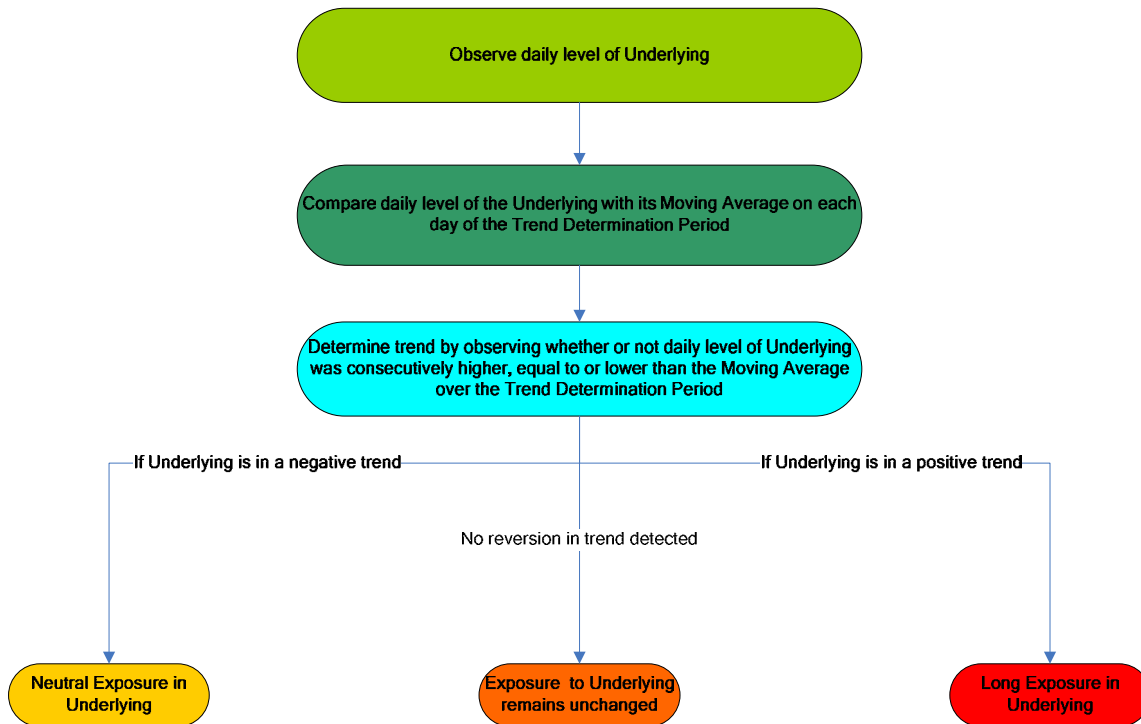 Observe daily level of Underlying
Compare daily level of the Underlying with its Moving Average on each
day of the Trend Determination Period
Determine trend by observing whether or not daily level of Underlying
was consecutively higher, equal to or lower than the Moving Average
over the Trend Determination Period
If Underlying is in a negative trend
If Underlying is in a positive trend
No reversion in trend detected
Neutral Exposure in
Underlying
Exposure to Underlying
remains unchanged
Long Exposure in
Underlying